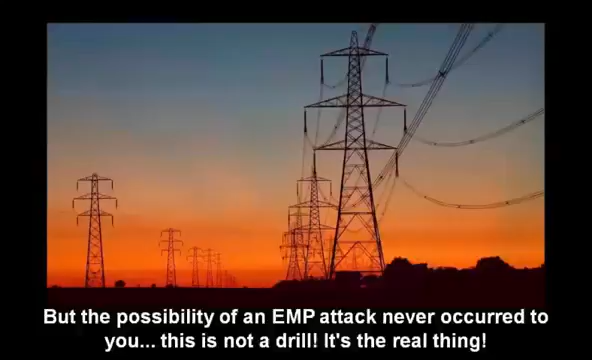 But the possibility of an EMP attack never occurred to
you... this is not a drill! It's the real thing!